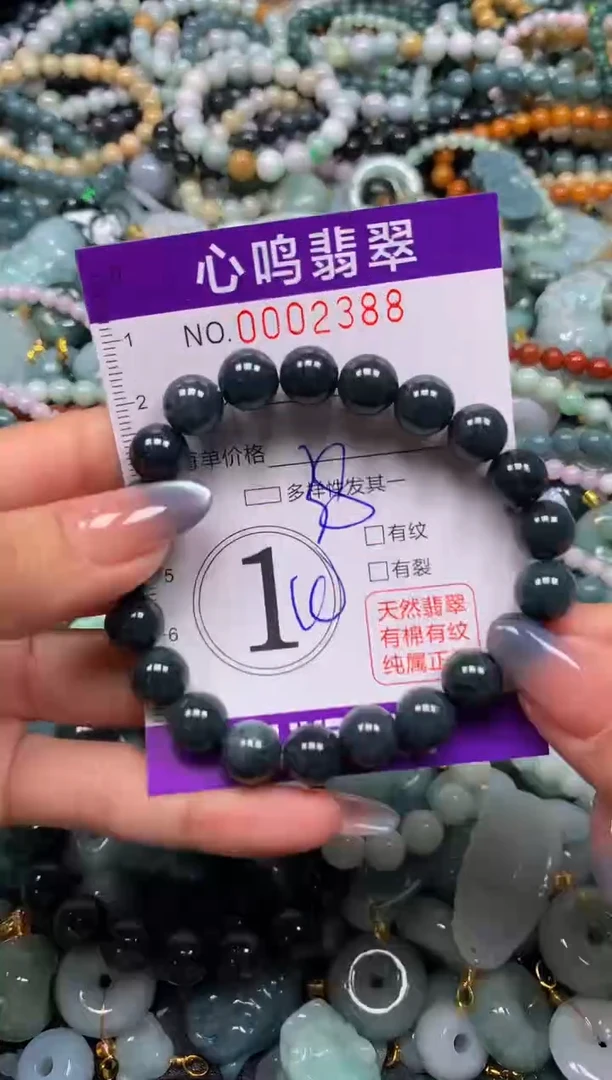 心鸣翡翠
NO.0002388
1
2
单价格
多样性发其一
有纹
5
有裂
1
6
天然翡翠
有棉有纹
纯属正